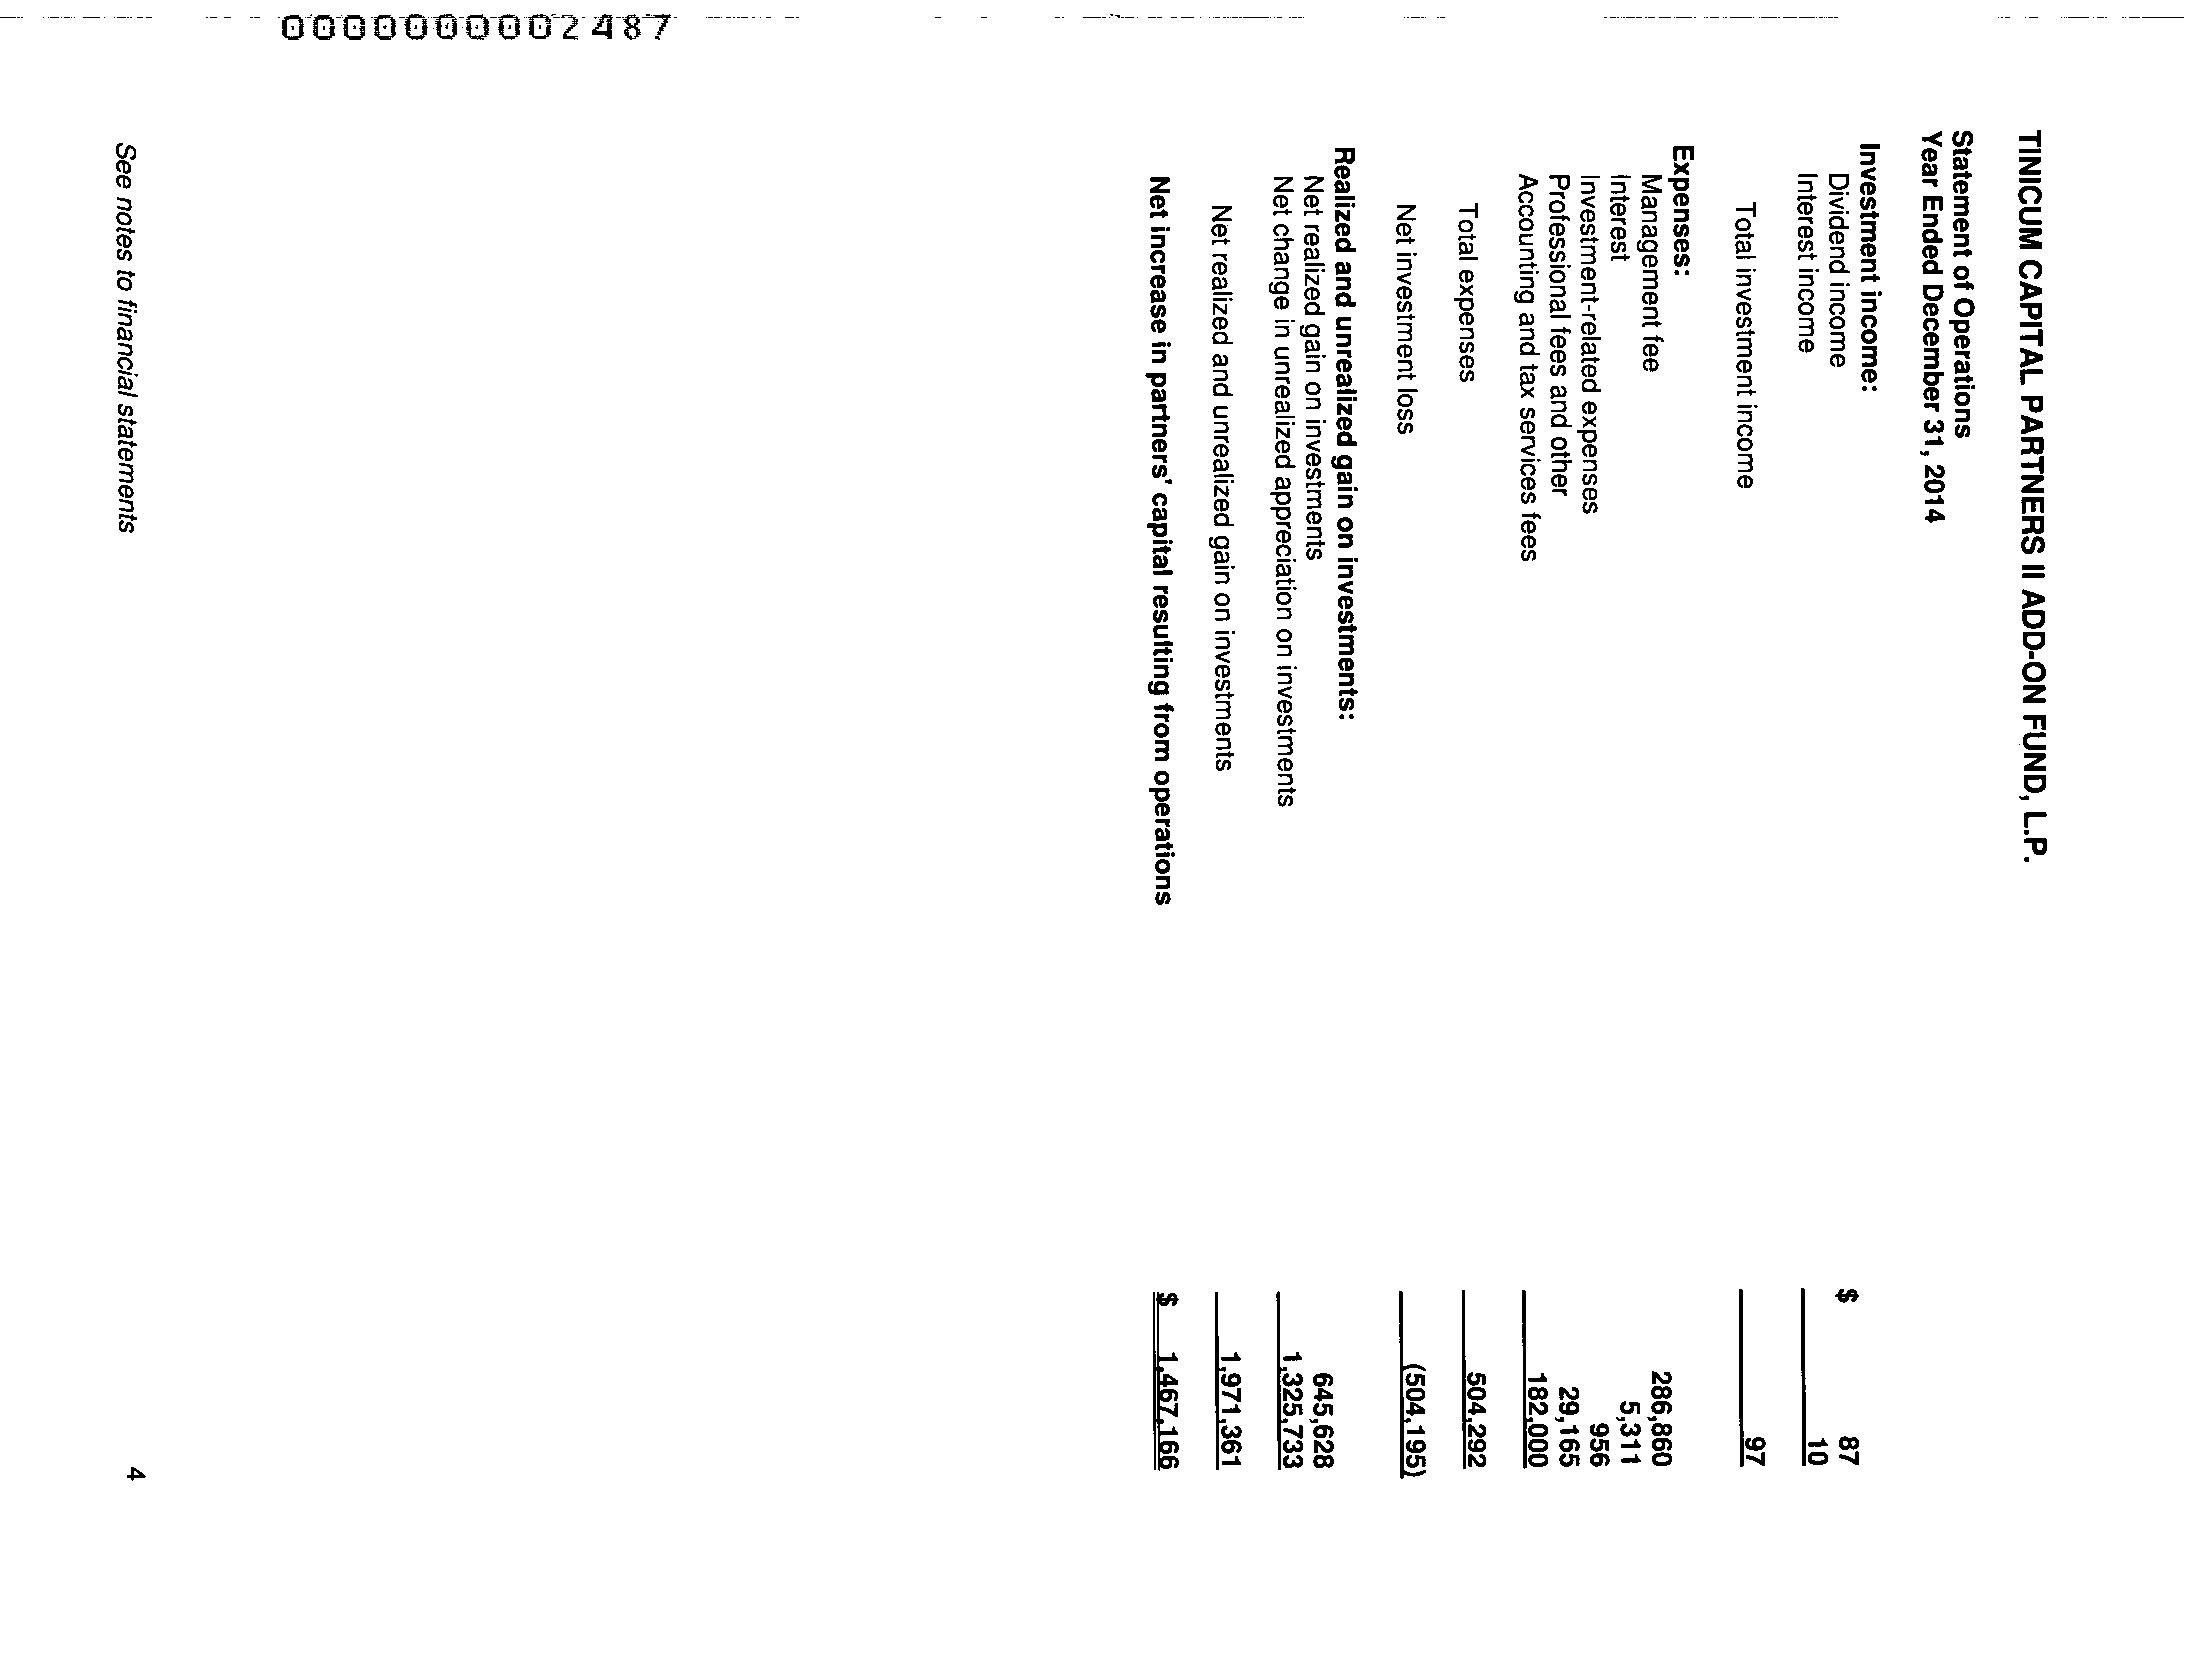 TINICUM CAPITAL PARTNERS II ADD-ON FUND, L.P.
Statement of Operations
Year Ended December 31, 2014
Investment income:
Dividend income $ 87
Interest income 10
Total investment income 97
Expenses:
Management fee 286,860
Interest 5,311
Investment-related expenses 956
Professional fees and other 29,165
Accounting and tax services fees 182,000
Total expenses 504,292
Net investment loss (504,195)
Realized and unrealized gain on investments:
Net realized gain on investments 645,628
Net change in unrealized appreciation on investments 1,325,733
Net realized and unrealized gain on investments 1,971,361
Net increase in partners' capital resulting from operations $ 1,467,166
See notes to financial statements 4
0000000002487